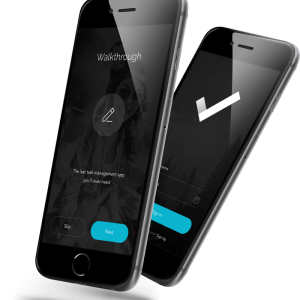 Walkthrough
The last task management app
you'll ever need
Skip
Next
Sign in
Sign Up